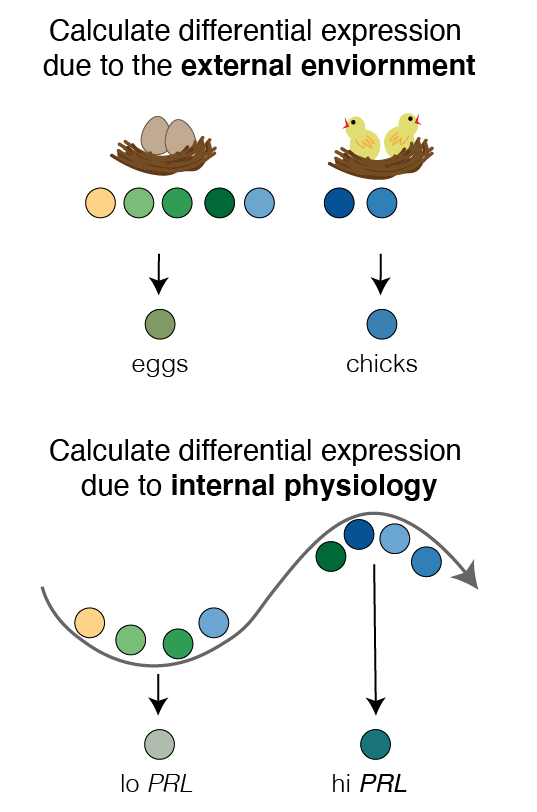 Calculate differential expression
due to the external enviornment
eggs
chicks
Calculate differential expression
due to internal physiology
lo PRL
hi PRL